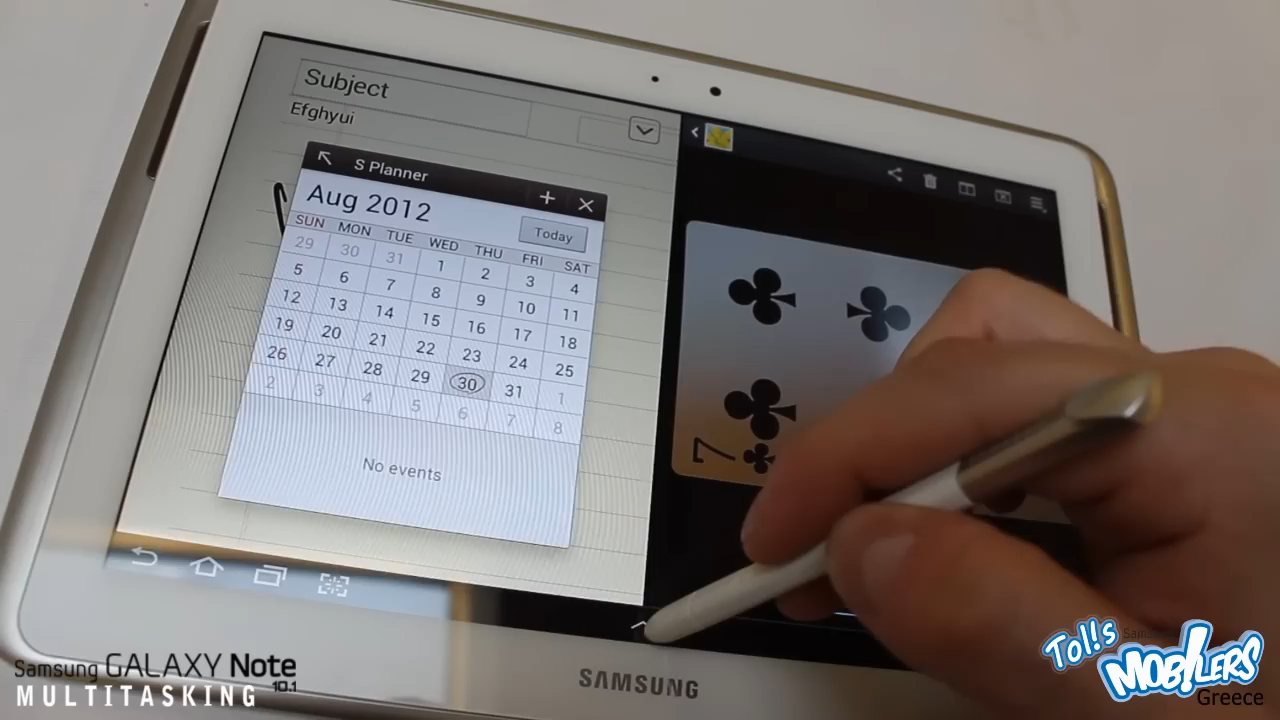 Subject
Efghyui
S Planner
Aug 2012
Today
SUN MON TUE WED THU FRI SAT
29 30 31 1 2 3 4
5 6 7 8 9 10 11
12 13 14 15 16 17 18
19 20 21 22 23 24 25
26 27 28 29 30 31 1
2 3 4 5 6 7 8
No events
7
SAMSUNG
Samsung GALAXY Note
10.1
MULTITASKING
Tol!s
MOB!LERS
Greece